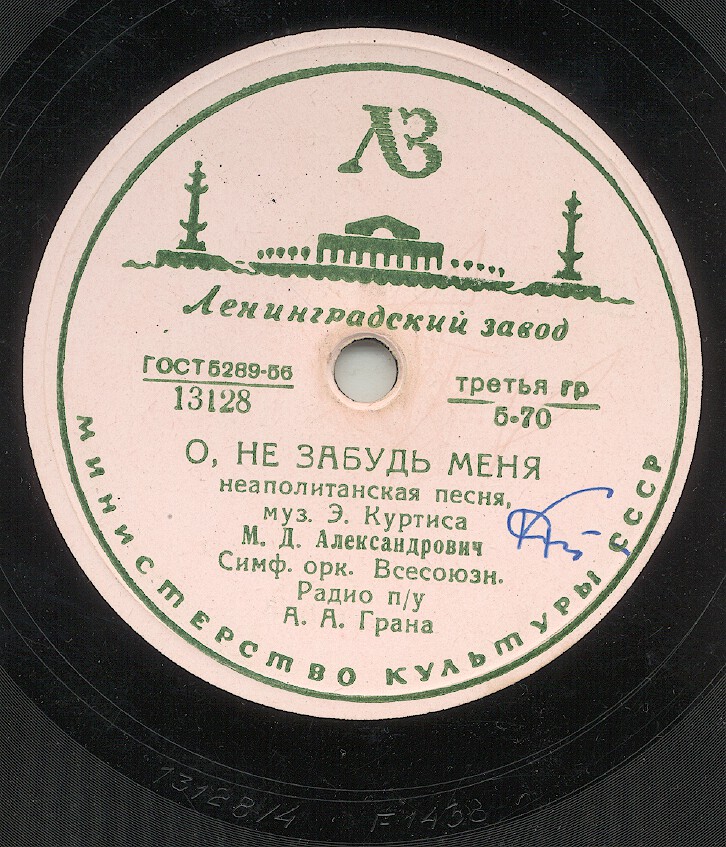 ЛЗ
Ленинградский завод
ГОСТ 5289-56
13128
третья гр
5-70
О, НЕ ЗАБУДЬ МЕНЯ
неаполитанская песня,
муз. Э. Куртиса
М. Д. Александрович
Симф. орк. Всесоюзн.
Радио п/у
А. А. Грана
МИНИСТЕРСТВО КУЛЬТУРЫ СССР
13128/4 F1438